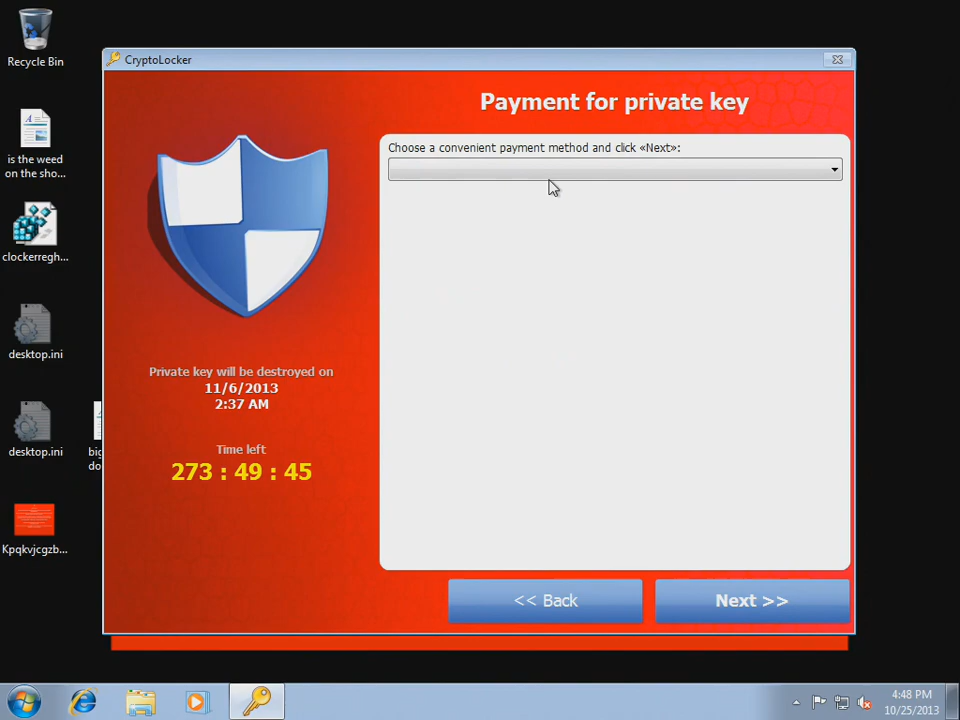 Recycle Bin
is the weed
on the sho...
clockerregh...
desktop.ini
desktop.ini
big
do
Kpqkvjcgzb...
CryptoLocker
Payment for private key
Choose a convenient payment method and click «Next»:
Private key will be destroyed on
11/6/2013
2:37 AM
Time left
273 : 49 : 45
<< Back
Next >>
4:48 PM
10/25/2013